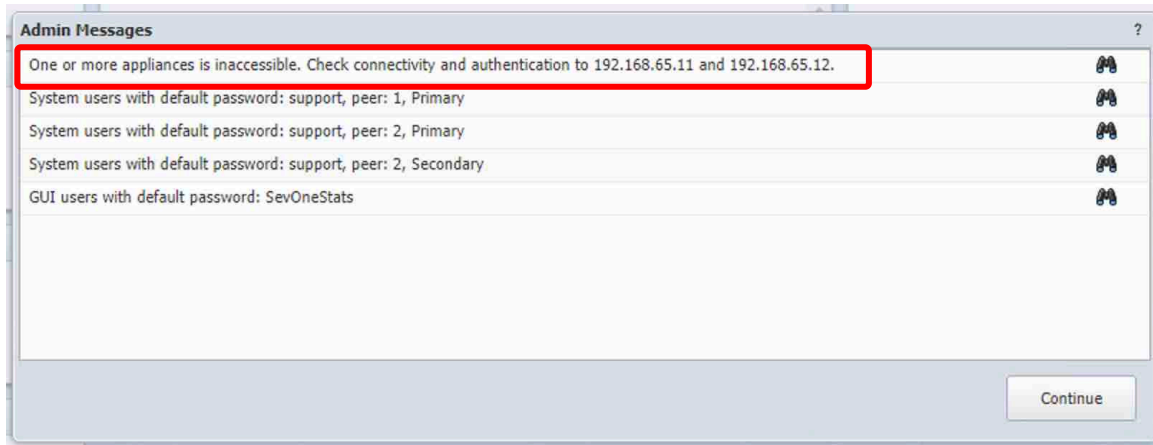 Admin Messages
?
One or more appliances is inaccessible. Check connectivity and authentication to 192.168.65.11 and 192.168.65.12.
System users with default password: support, peer: 1, Primary
System users with default password: support, peer: 2, Primary
System users with default password: support, peer: 2, Secondary
GUI users with default password: SevOneStats
Continue